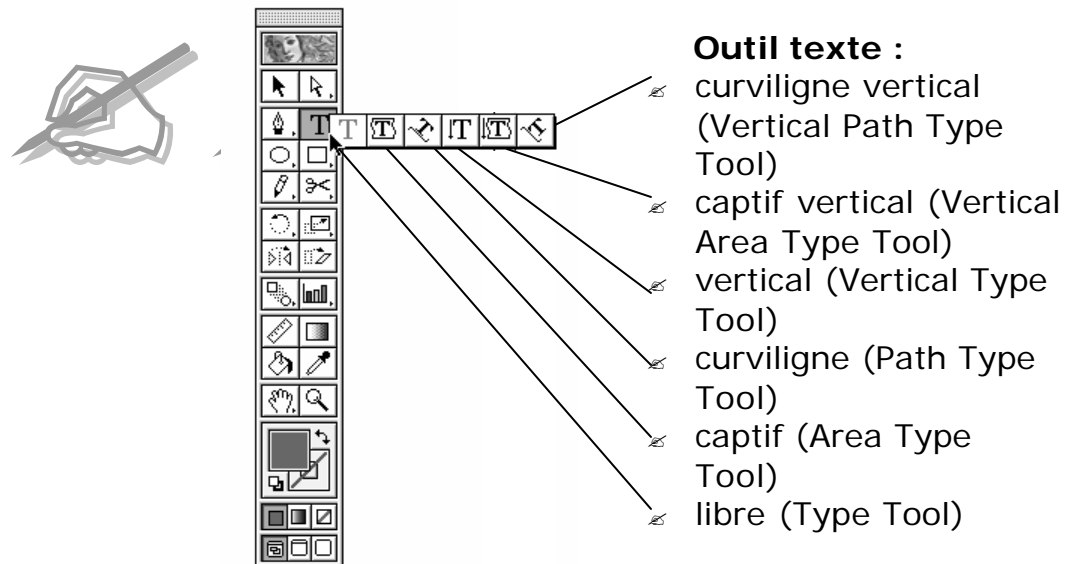 Outil texte :
curviligne vertical
(Vertical Path Type
Tool)
captif vertical (Vertical
Area Type Tool)
vertical (Vertical Type
Tool)
curviligne (Path Type
Tool)
captif (Area Type
Tool)
libre (Type Tool)